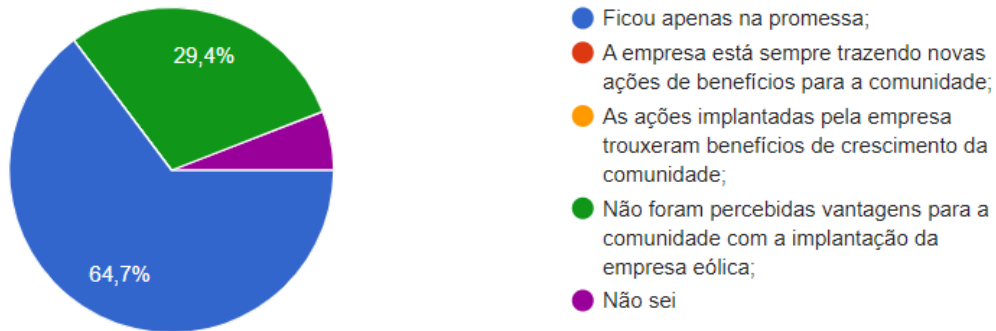 29,4%
64,7%
Ficou apenas na promessa;
A empresa está sempre trazendo novas
ações de benefícios para a comunidade;
As ações implantadas pela empresa
trouxeram benefícios de crescimento da
comunidade;
Não foram percebidas vantagens para a
comunidade com a implantação da
empresa eólica;
Não sei